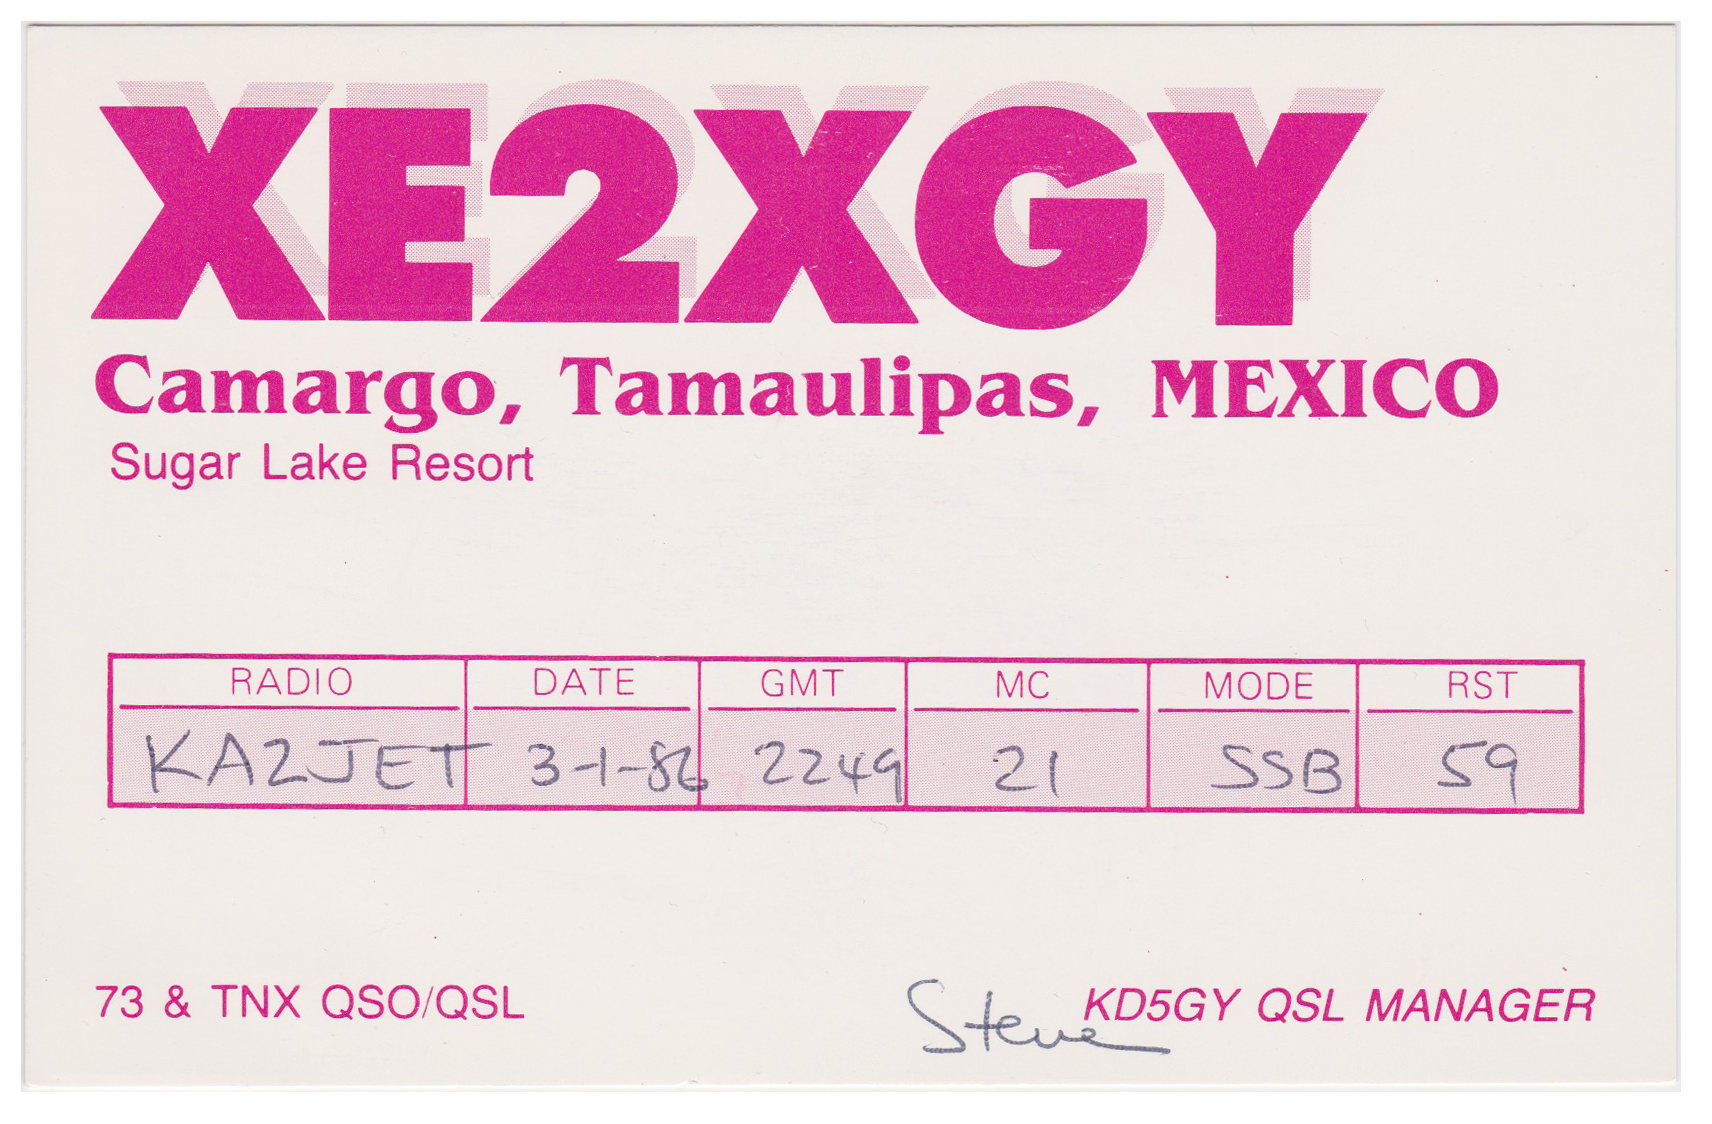 XE2XGY
Camargo, Tamaulipas, MEXICO
Sugar Lake Resort
RADIO DATE GMT MC MODE RST
KA2JET 3-1-86 2249 21 SSB 59
73 & TNX QSO/QSL
Steve KD5GY QSL MANAGER